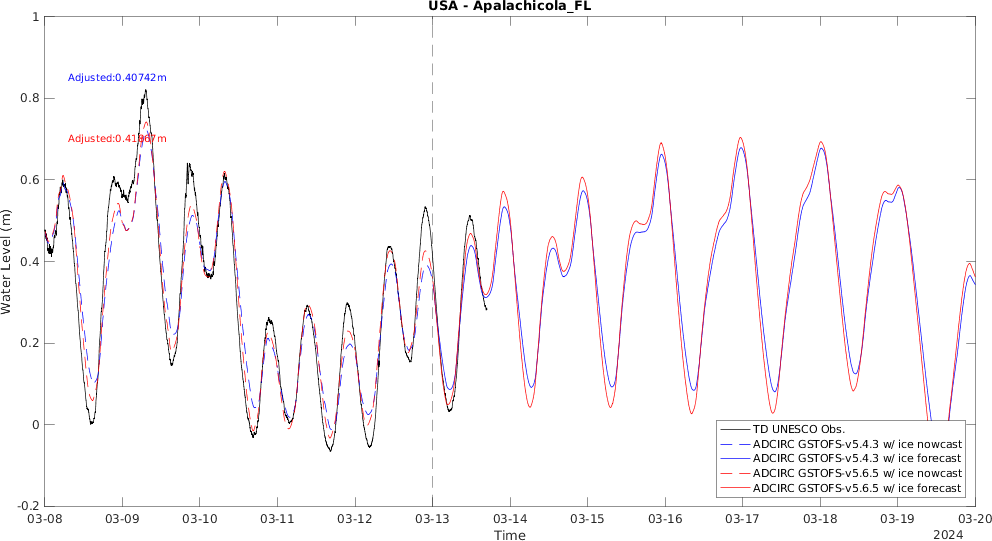 USA - Apalachicola_FL
1
0.8
0.6
0.4
0.2
0
-0.2
Water Level (m)
Adjusted:0.40742m
03-08
03-09
03-10
03-11
03-12
03-13
03-14
03-15
03-16
03-17
03-18
03-19
03-20
Time
2024
TD UNESCO Obs.
ADCIRC GSTOFS-v5.4.3 w/ ice nowcast
ADCIRC GSTOFS-v5.4.3 w/ ice forecast
ADCIRC GSTOFS-v5.6.5 w/ ice nowcast
ADCIRC GSTOFS-v5.6.5 w/ ice forecast